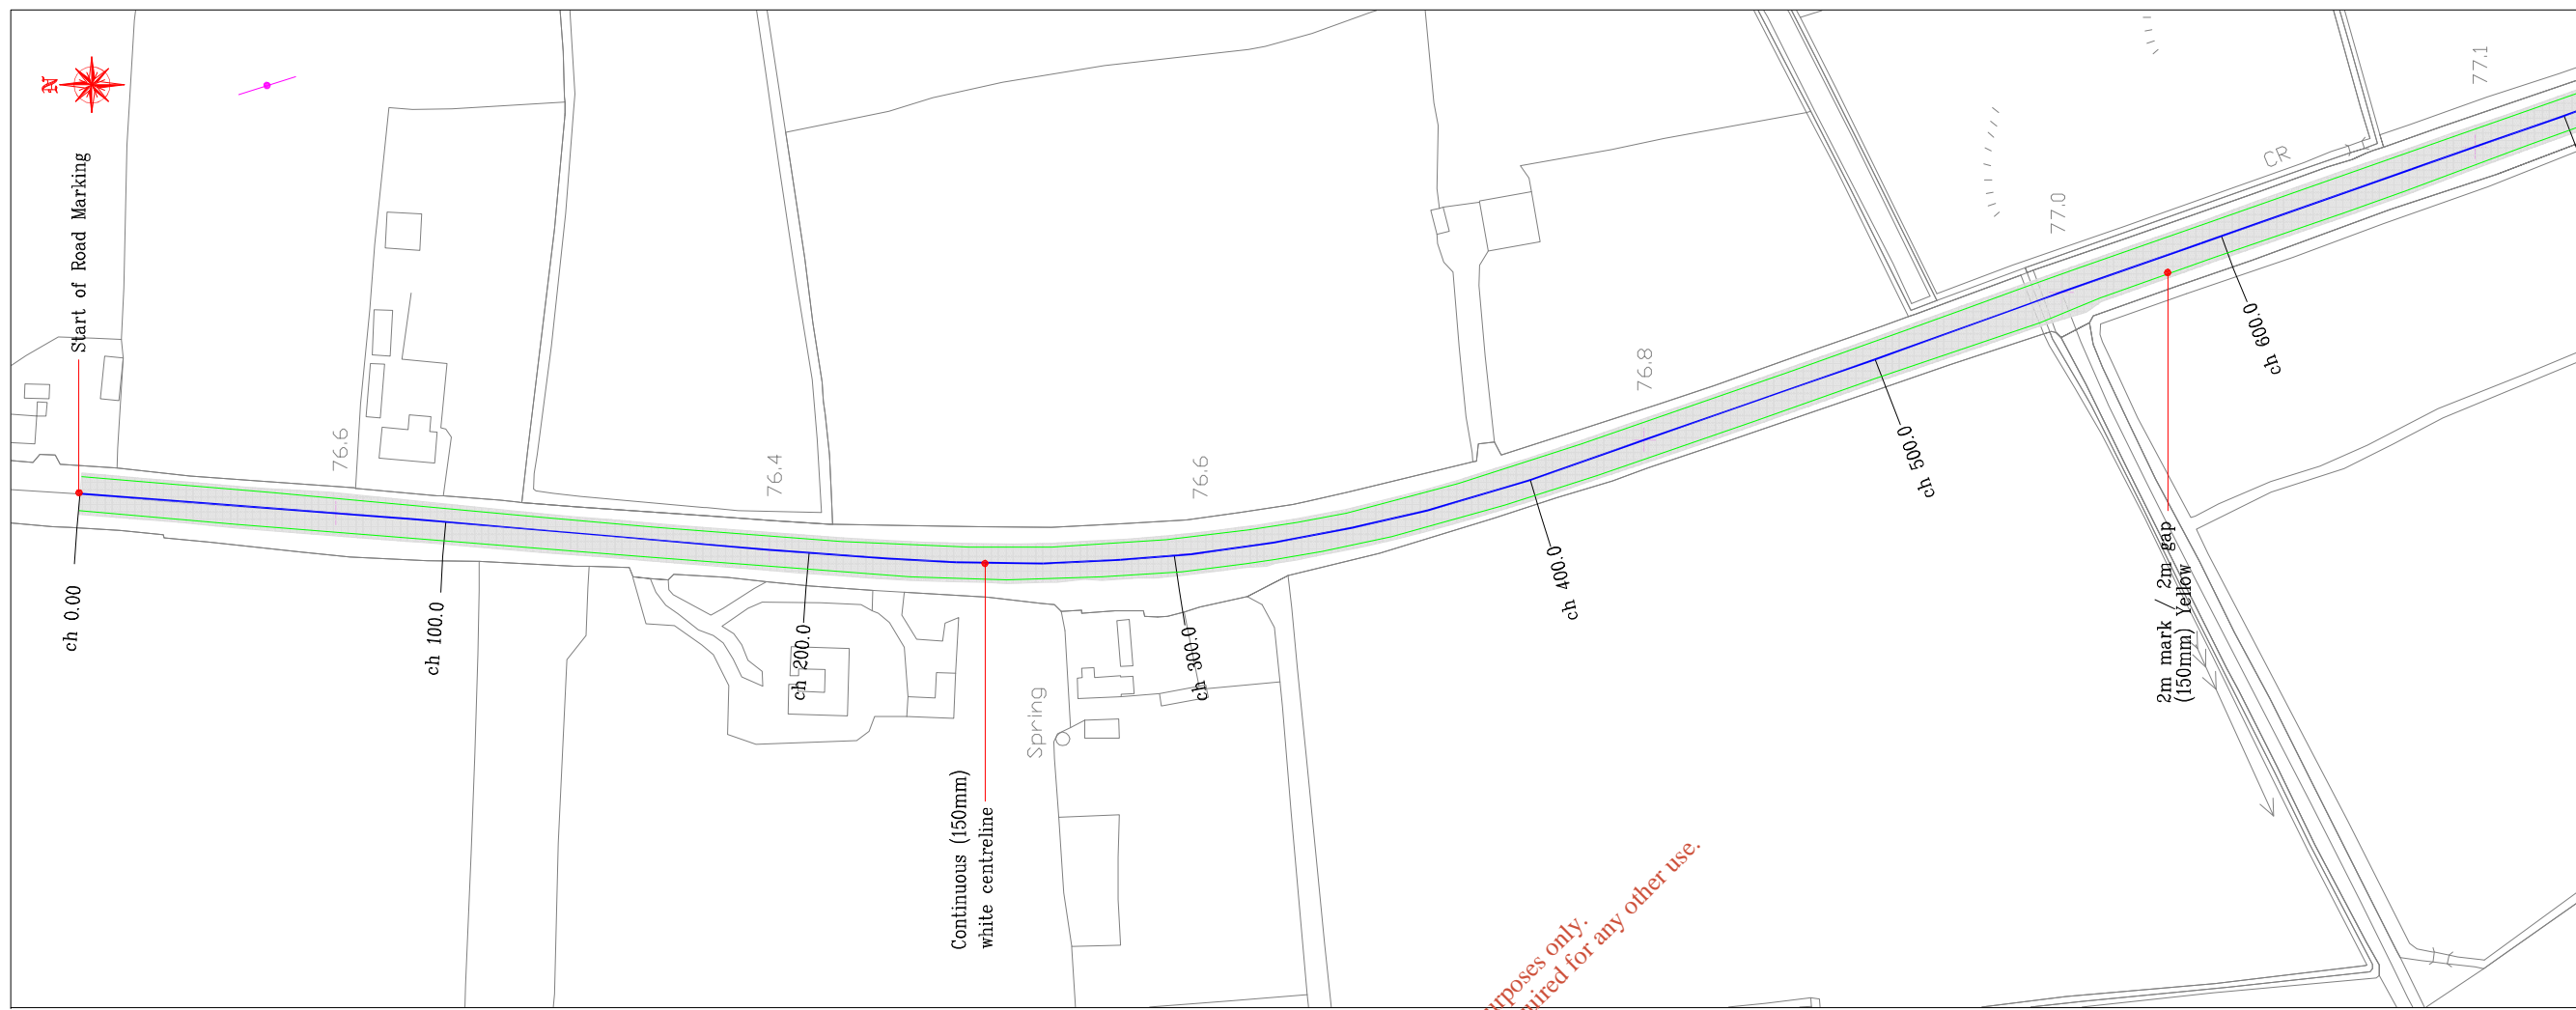 N
Start of Road Marking
76.6
76.4
76.6
76.8
77.0
CR
77.1
ch 0.00
ch 100.0
ch 200.0
ch 300.0
ch 400.0
ch 500.0
ch 600.0
Continuous (150mm)
white centreline
Spring
2m mark / 2m gap
(150mm) Yellow
urposes only.
uired for any other use.